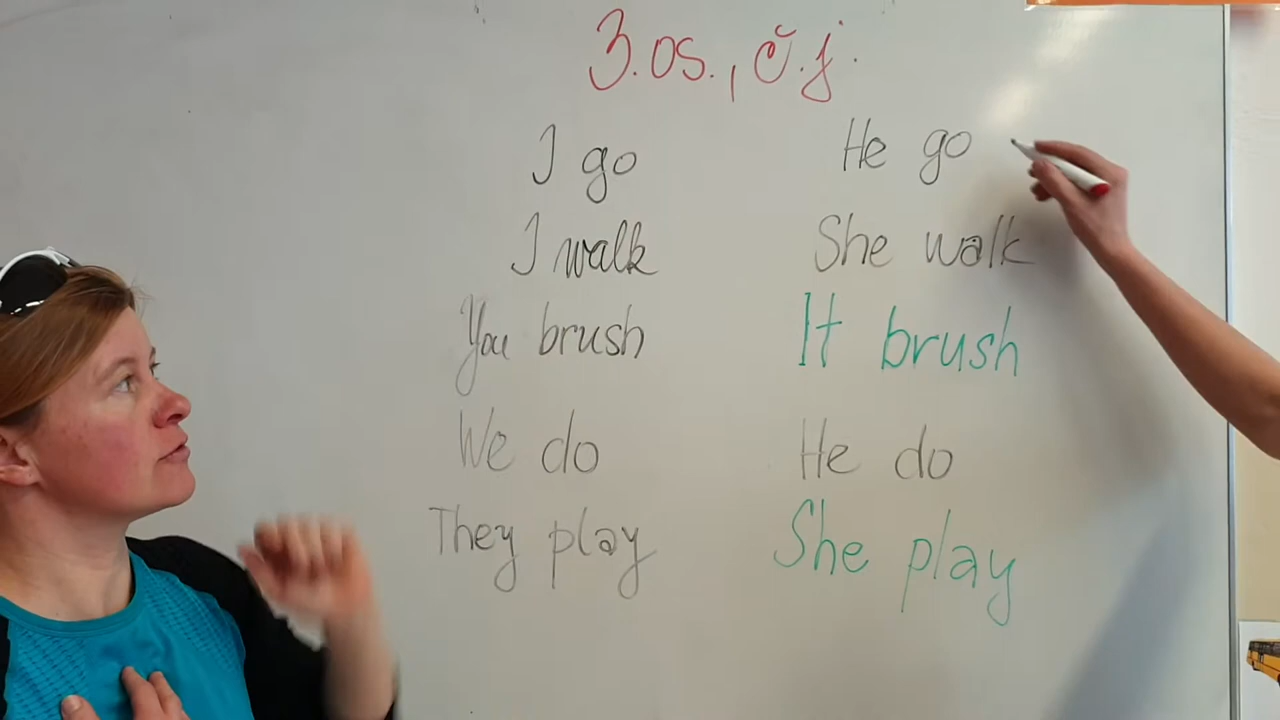 3.os., č.j.
I go He go
I walk She walk
You brush It brush
We do He do
They play She play